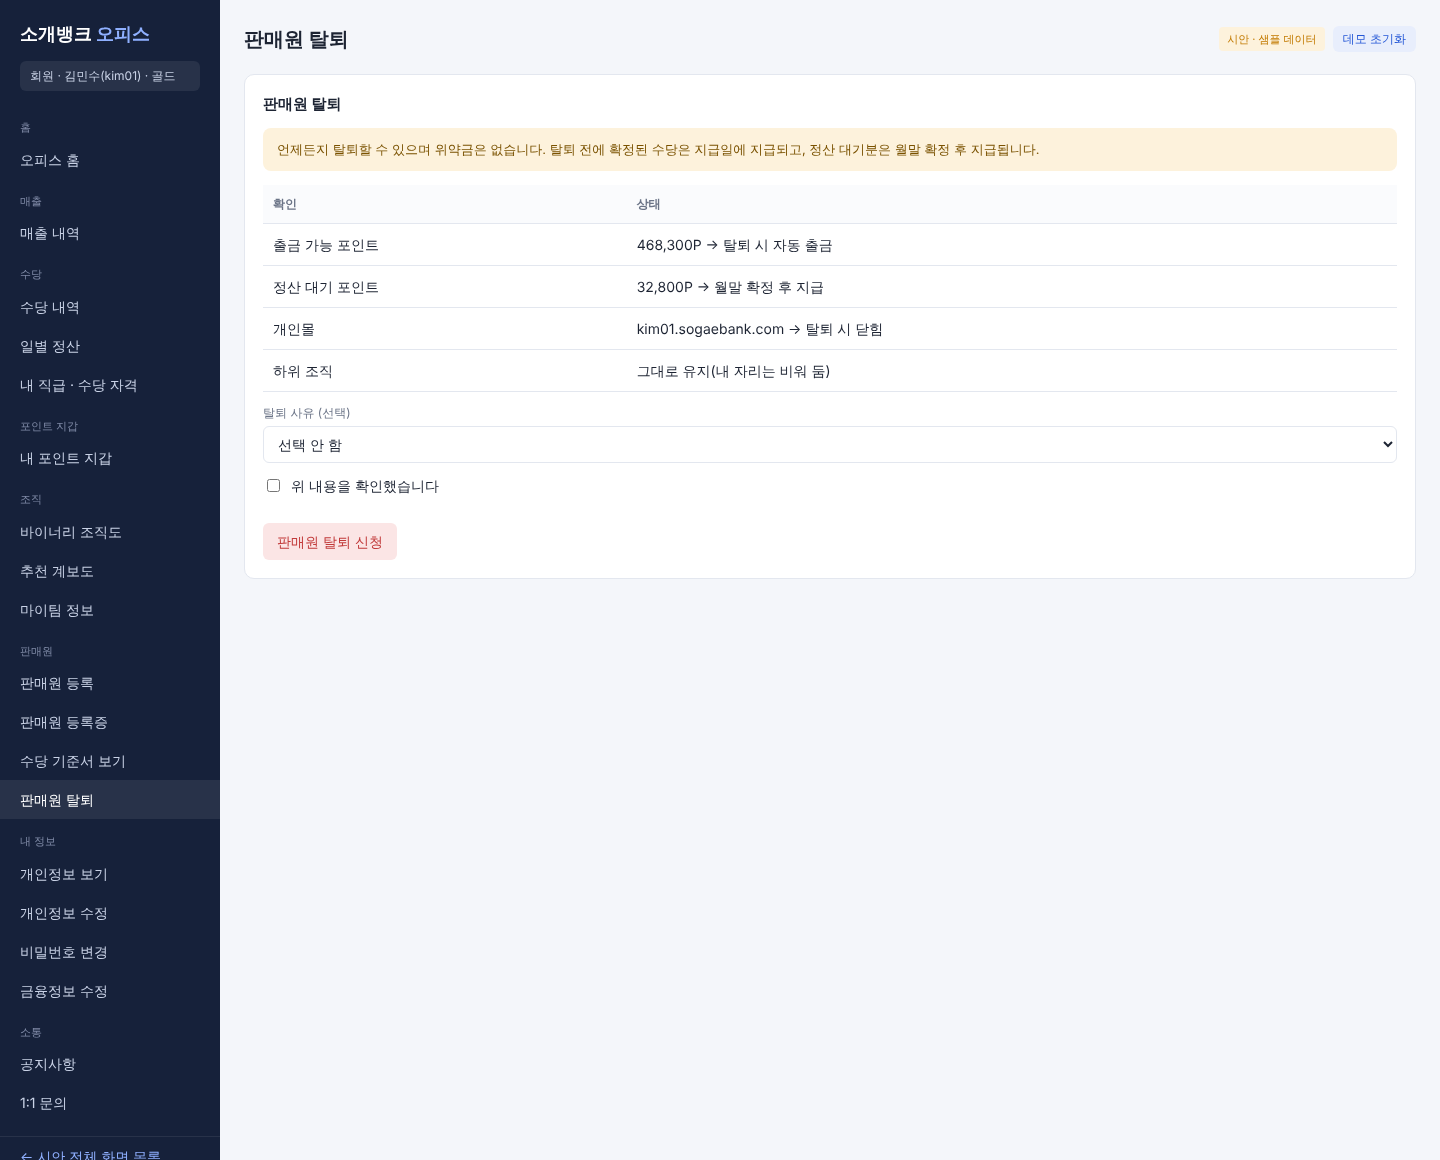 소개뱅크 오피스
회원 · 김민수(kim01) · 골드
홈
오피스 홈
매출
매출 내역
수당
수당 내역
일별 정산
내 직급 · 수당 자격
포인트 지갑
내 포인트 지갑
조직
바이너리 조직도
추천 계보도
마이팀 정보
판매원
판매원 등록
판매원 등록증
수당 기준서 보기
판매원 탈퇴
내 정보
개인정보 보기
개인정보 수정
비밀번호 변경
금융정보 수정
소통
공지사항
1:1 문의
← 시안 전체 화면 목록
판매원 탈퇴
시안 · 샘플 데이터
데모 초기화
판매원 탈퇴
언제든지 탈퇴할 수 있으며 위약금은 없습니다. 탈퇴 전에 확정된 수당은 지급일에 지급되고, 정산 대기분은 월말 확정 후 지급됩니다.
확인 상태
출금 가능 포인트 468,300P → 탈퇴 시 자동 출금
정산 대기 포인트 32,800P → 월말 확정 후 지급
개인몰 kim01.sogaebank.com → 탈퇴 시 닫힘
하위 조직 그대로 유지(내 자리는 비워 둠)
탈퇴 사유 (선택)
선택 안 함
위 내용을 확인했습니다
판매원 탈퇴 신청